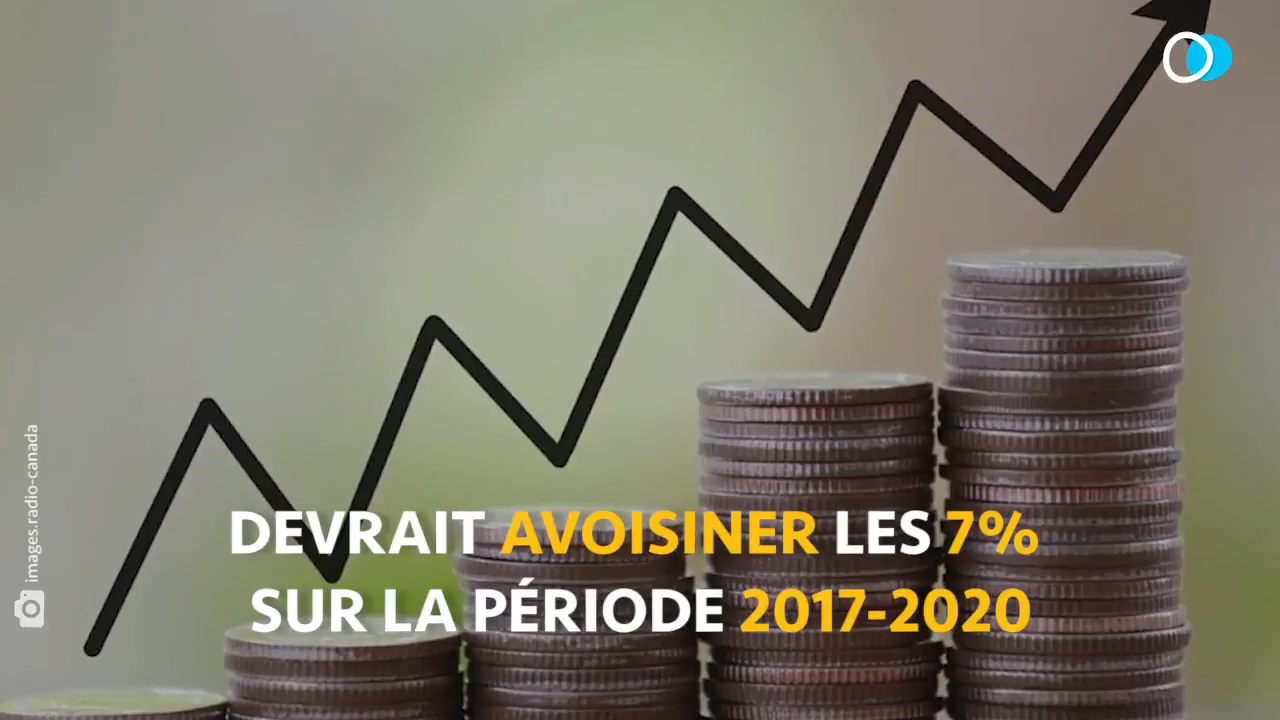 DEVRAIT AVOISINER LES 7%
SUR LA PÉRIODE 2017-2020
images.radio-canada